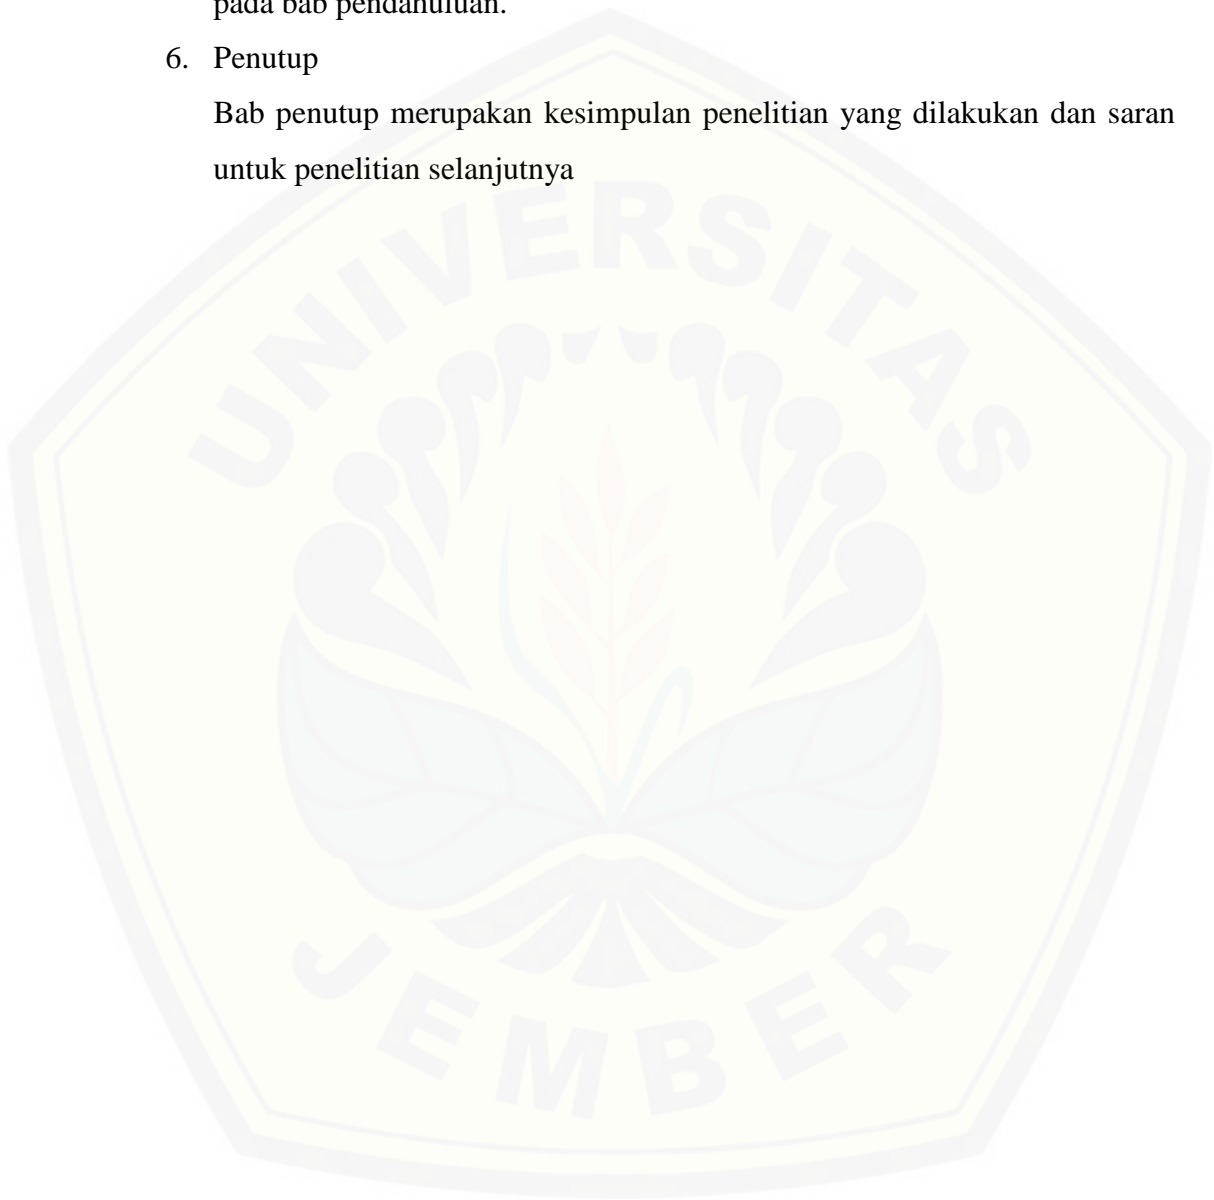 pada bab pendahuluan.
6. Penutup
Bab penutup merupakan kesimpulan penelitian yang dilakukan dan saran
untuk penelitian selanjutnya
UNIVERSITAS
JEMBER